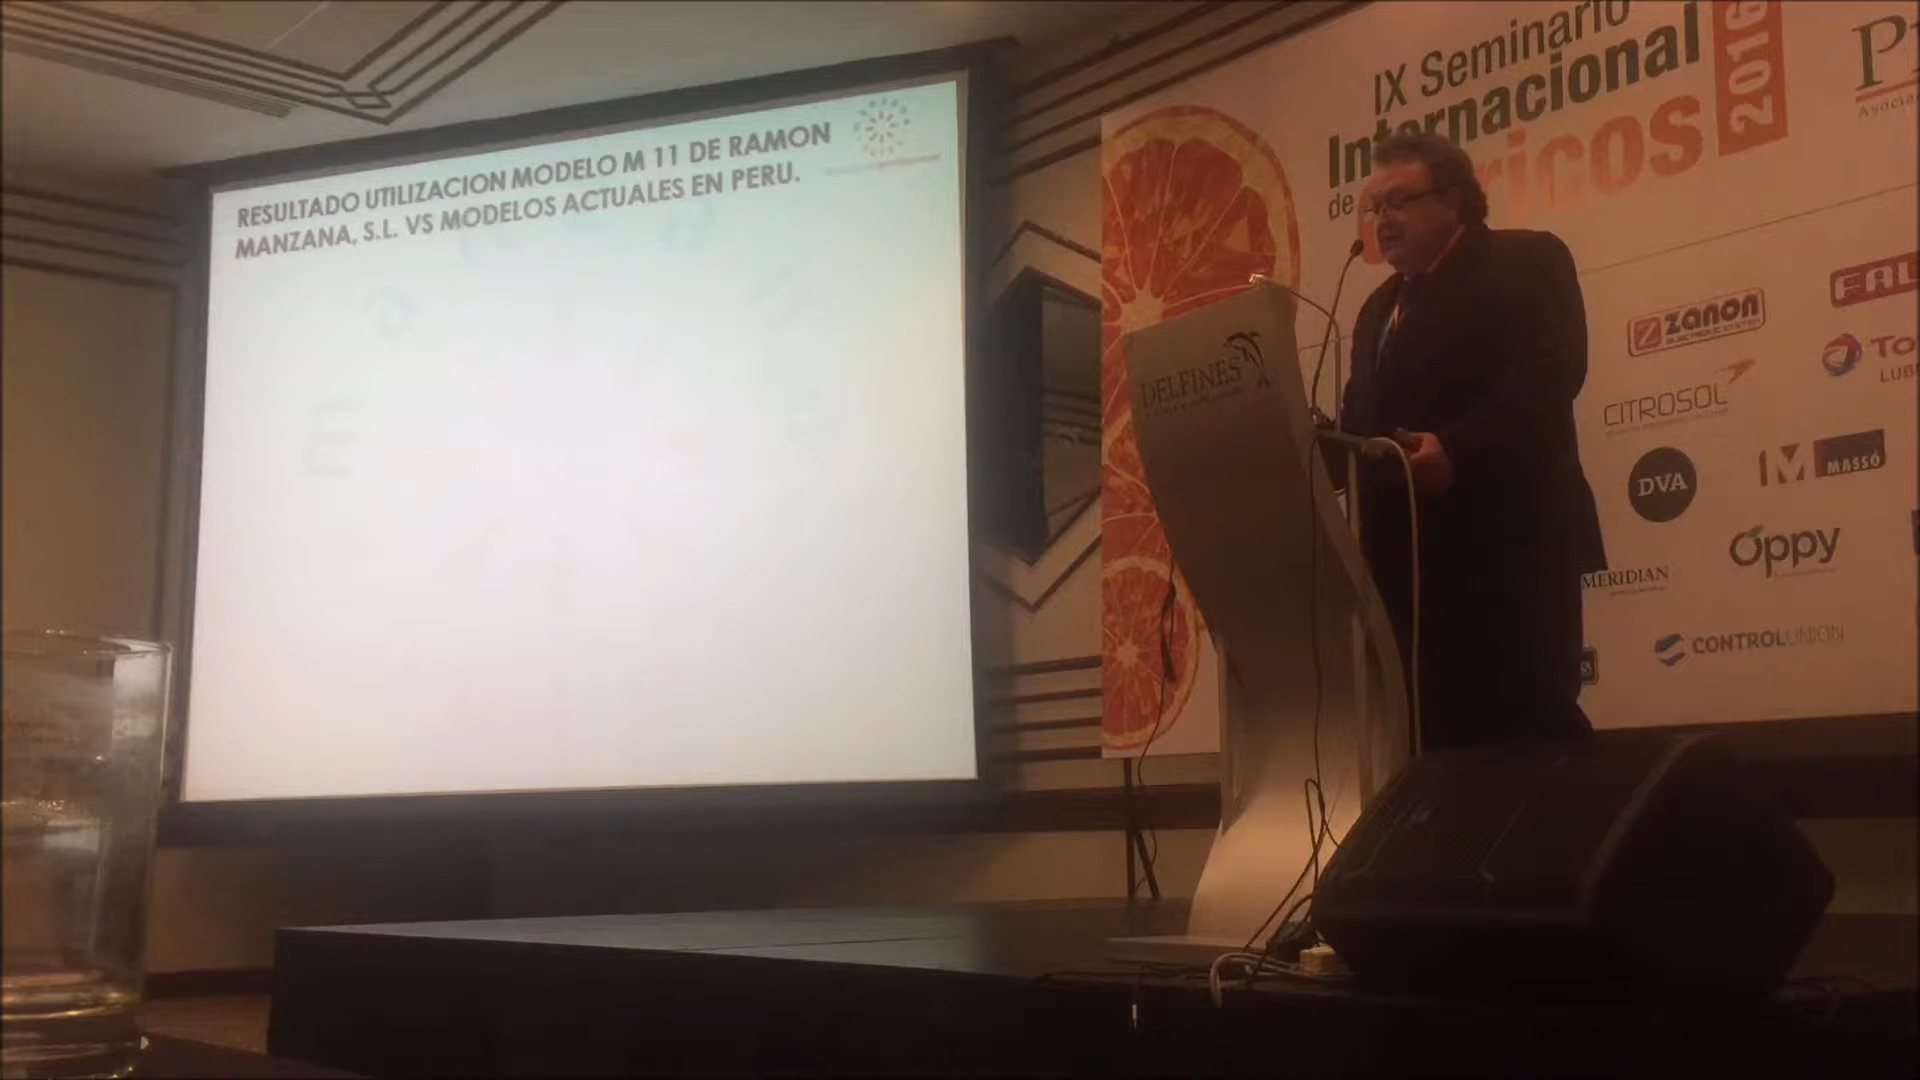 RESULTADO UTILIZACION MODELO M 11 DE RAMON
MANZANA, S.L. VS MODELOS ACTUALES EN PERU.
IX Seminario
Internacional
de
2016
DELFINES
ZANON
CITROSOL
DVA
MASSÓ
Oppy
MERIDIAN
CONTROLUNION